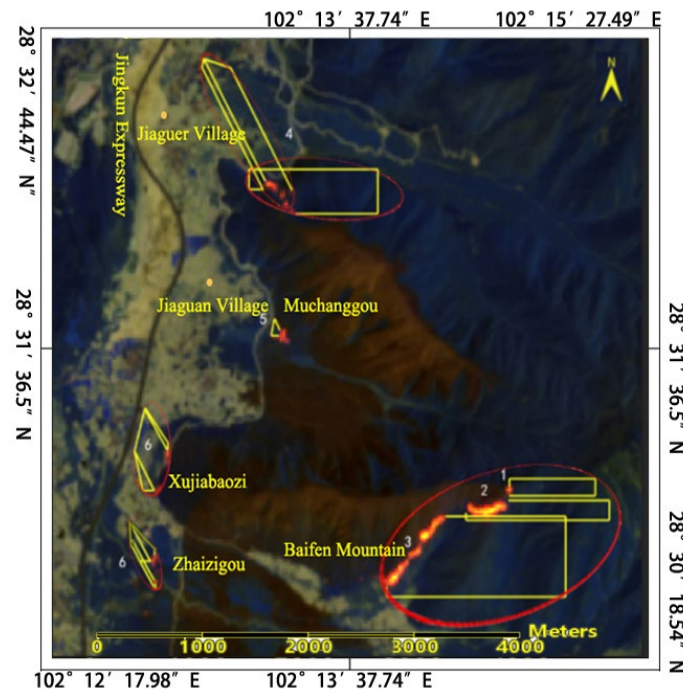 102° 13′ 37.74″ E
102° 15′ 27.49″ E
28° 32′ 44.47″ N
Jingkun Expressway
N
Jiaguer Village
4
Jiaguan Village
Muchanggou
5
28° 31′ 36.5″ N
28° 31′ 36.5″ N
6
Xujiabaozi
1
2
3
Baifen Mountain
6
Zhaizigou
28° 30′ 18.54″ N
Meters
0 1000 2000 3000 4000
102° 12′ 17.98″ E
102° 13′ 37.74″ E